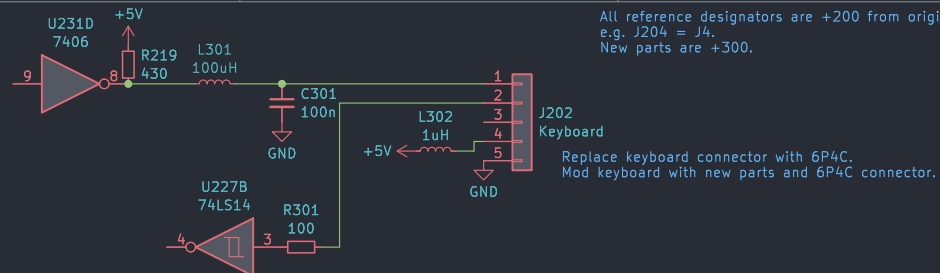 All reference designators are +200 from origi
e.g. J204 = J4.
New parts are +300.
+5V
U231D
7406
9
8
R219
430
L301
100uH
C301
100n
GND
1
2
3
4
5
J202
Keyboard
L302
1uH
+5V
GND
Replace keyboard connector with 6P4C.
Mod keyboard with new parts and 6P4C connector.
U227B
74LS14
4
3
R301
100